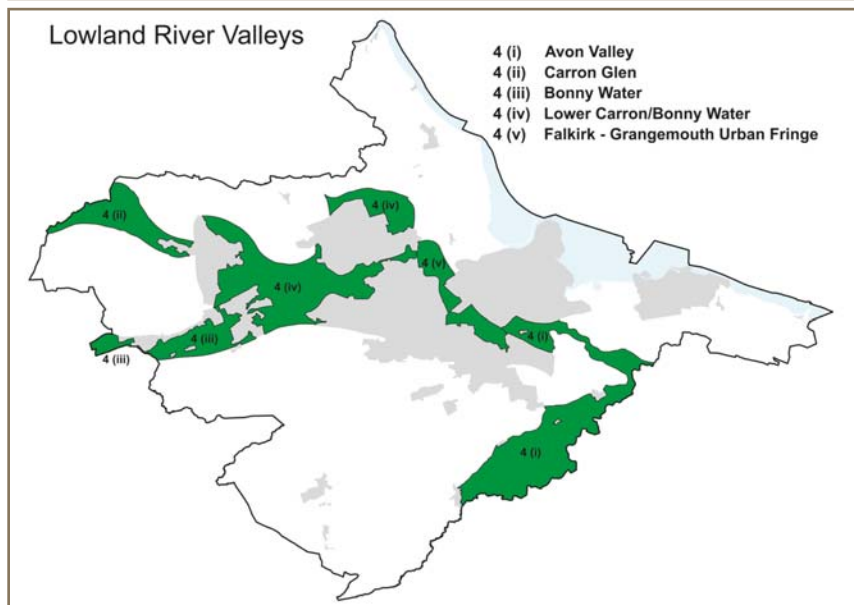 Lowland River Valleys
4 (i) Avon Valley
4 (ii) Carron Glen
4 (iii) Bonny Water
4 (iv) Lower Carron/Bonny Water
4 (v) Falkirk - Grangemouth Urban Fringe
4 (iv)
4 (ii)
4 (v)
4 (iv)
4 (iii)
4 (i)
4 (iii)
4 (i)